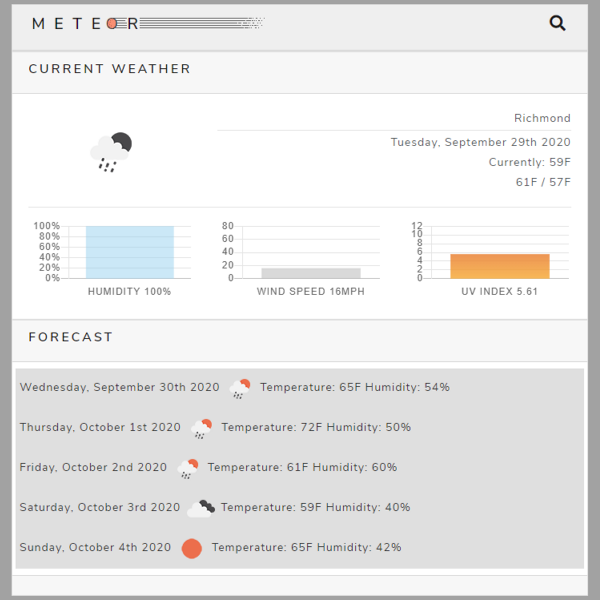 METEOR
CURRENT WEATHER
Richmond
Tuesday, September 29th 2020
Currently: 59F
61F / 57F
100%
80%
60%
40%
20%
0%
HUMIDITY 100%
80
60
40
20
0
WIND SPEED 16MPH
12
10
8
6
4
2
0
UV INDEX 5.61
FORECAST
Wednesday, September 30th 2020 Temperature: 65F Humidity: 54%
Thursday, October 1st 2020 Temperature: 72F Humidity: 50%
Friday, October 2nd 2020 Temperature: 61F Humidity: 60%
Saturday, October 3rd 2020 Temperature: 59F Humidity: 40%
Sunday, October 4th 2020 Temperature: 65F Humidity: 42%